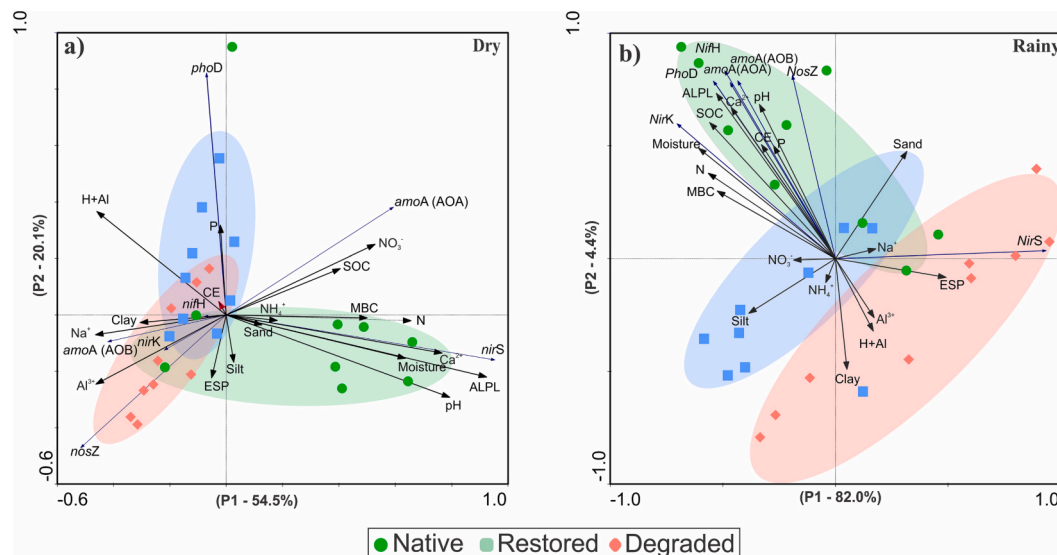 1.0
a)
Dry
phoD
H+Al
P
amoA (AOA)
NO₃⁻
SOC
CE
nifH
NH₄⁺
MBC
N
Clay
Sand
Na⁺
nirK
amoA (AOB)
Ca²⁺
nirS
Silt
Moisture
Al³⁺
ESP
ALPL
pH
nosZ
(P2 - 20.1%)
-0.6
-0.6
(P1 - 54.5%)
1.0
1.0
b)
Rainy
NifH
amoA(AOB)
PhoD
amoA(AOA)
NosZ
ALPL
Ca²⁺
pH
SOC
NirK
CE
P
Moisture
Sand
N
MBC
Na⁺
NirS
NO₃⁻
NH₄⁺
ESP
Silt
Al³⁺
H+Al
Clay
(P2 - 4.4%)
-1.0
-1.0
(P1 - 82.0%)
1.0
Native Restored Degraded